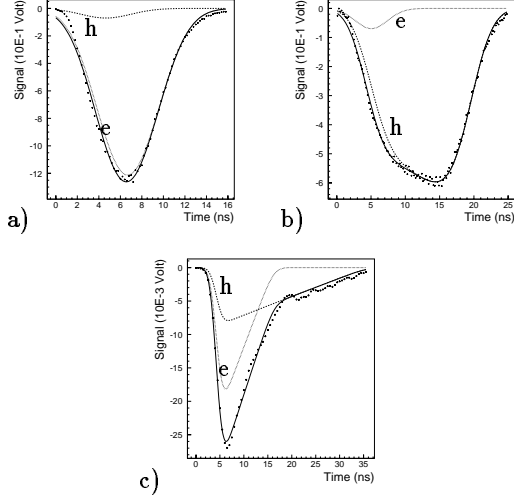 Signal (10E-1 Volt)
0
-2
-4
-6
-8
-10
-12
h
e
0 2 4 6 8 10 12 14 16
Time (ns)
a)
Signal (10E-1 Volt)
0
-1
-2
-3
-4
-5
-6
e
h
0 5 10 15 20 25
Time (ns)
b)
Signal (10E-3 Volt)
0
-5
-10
-15
-20
-25
h
e
0 5 10 15 20 25 30 35
Time (ns)
c)